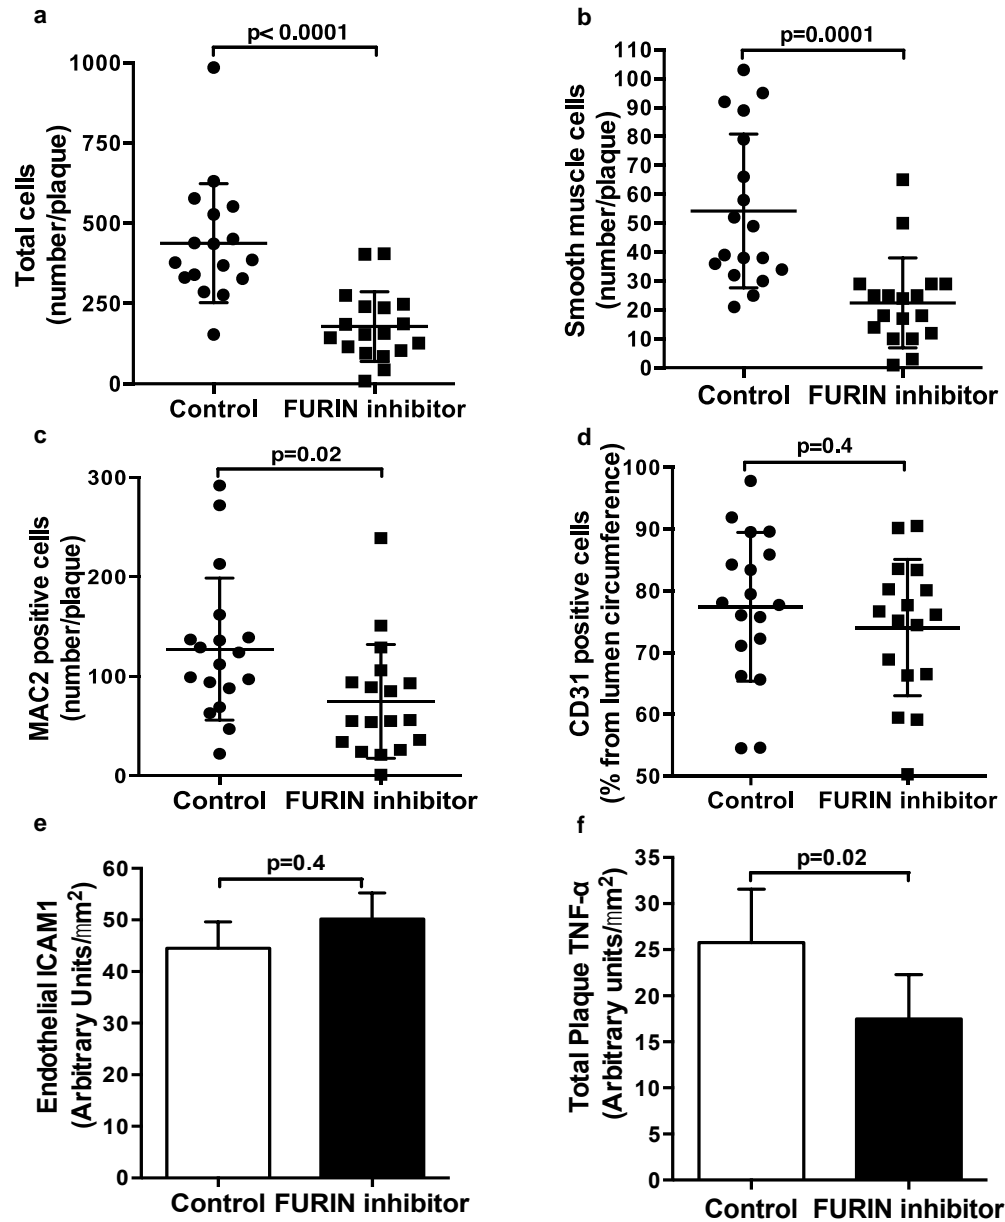 a
p< 0.0001
Total cells
(number/plaque)
1000
750
500
250
0
Control FURIN inhibitor
b
p=0.0001
Smooth muscle cells
(number/plaque)
110
100
90
80
70
60
50
40
30
20
10
0
Control FURIN inhibitor
c
p=0.02
MAC2 positive cells
(number/plaque)
300
200
100
0
Control FURIN inhibitor
d
p=0.4
CD31 positive cells
(% from lumen circumference)
100
90
80
70
60
50
Control FURIN inhibitor
e
p=0.4
Endothelial ICAM1
(Arbitrary Units/mm²)
60
50
40
30
20
10
0
Control FURIN inhibitor
f
p=0.02
Total Plaque TNF-α
(Arbitrary units/mm²)
35
30
25
20
15
10
5
0
Control FURIN inhibitor